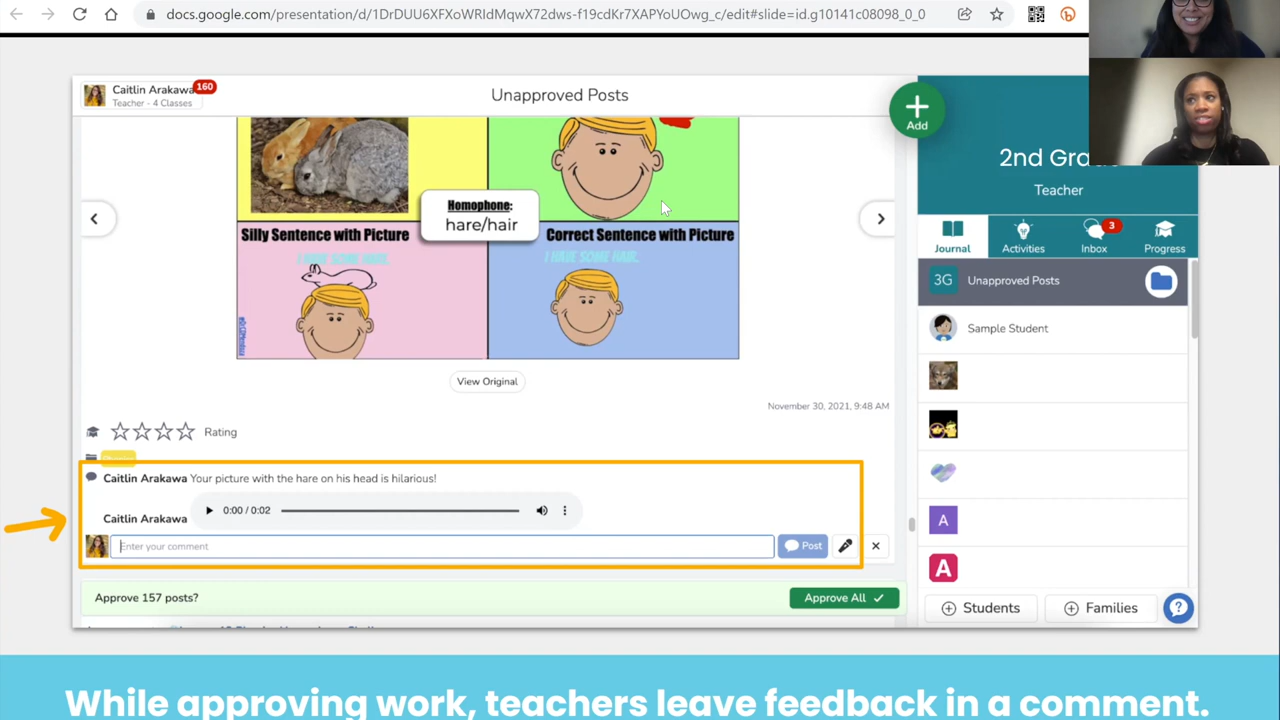 docs.google.com/presentation/d/1DrDUU6XFXoWRIdMqwX72dws-f19cdKr7XAPYoUOwg_c/edit#slide=id.g10141c08098_0_0
Caitlin Arakawa
160
Teacher - 4 Classes
Unapproved Posts
Add
2nd
Teacher
Homophone:
hare/hair
Silly Sentence with Picture
Correct Sentence with Picture
I HAVE SOME HAIR.
View Original
November 30, 2021, 9:48 AM
Rating
Caitlin Arakawa Your picture with the hare on his head is hilarious!
Caitlin Arakawa
0:00 / 0:02
Enter your comment
Post
Approve 157 posts?
Approve All
Journal
Activities
3
Inbox
Progress
3G
Unapproved Posts
Sample Student
A
A
Students
Families
?
While approving work, teachers leave feedback in a comment.